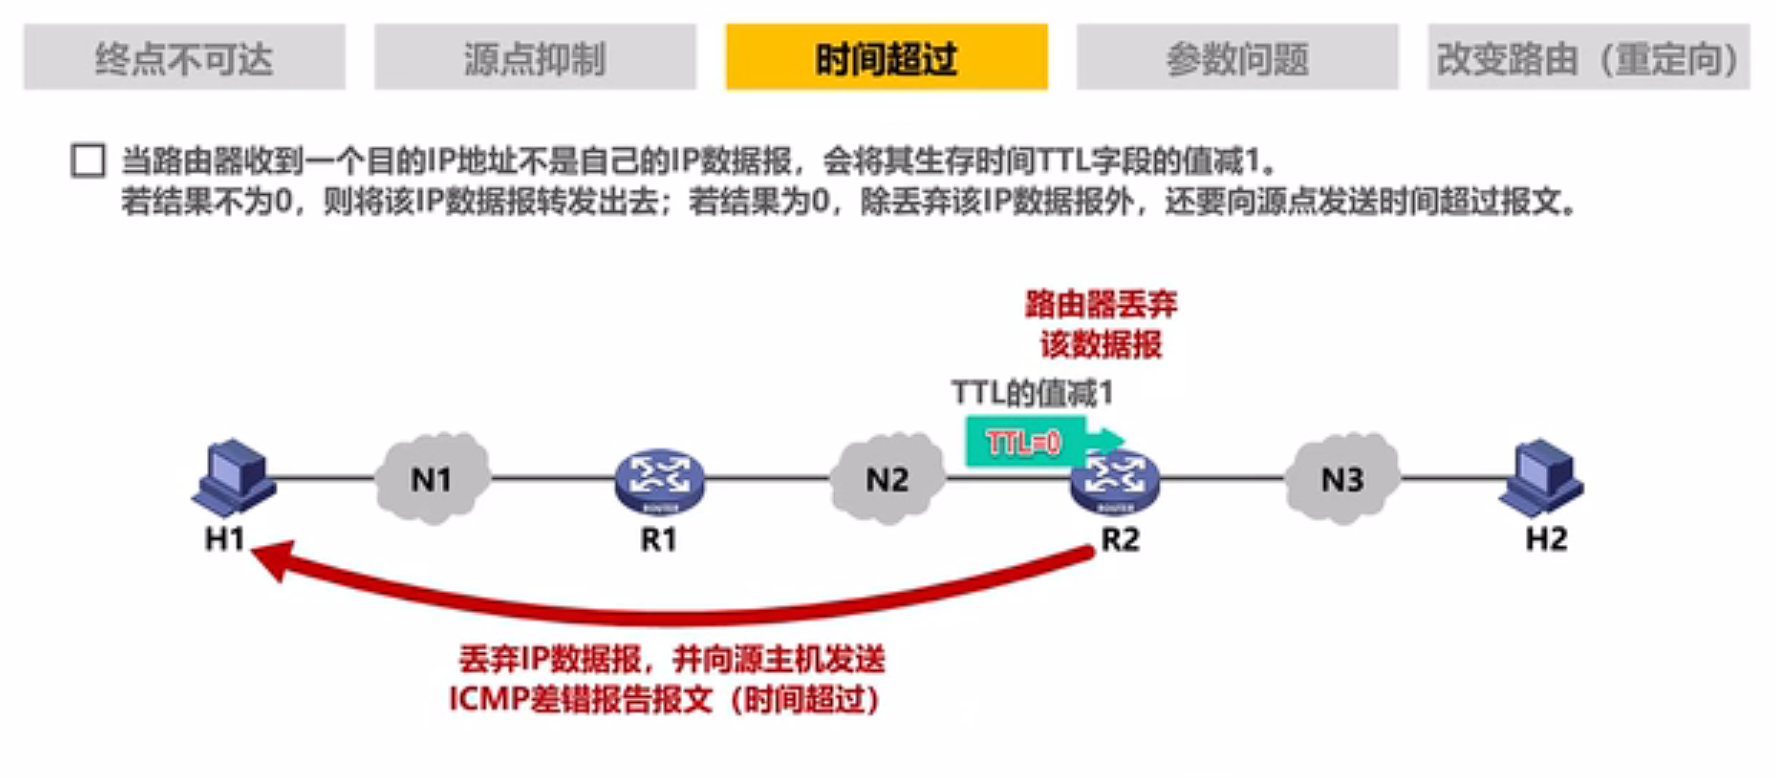 终点不可达
源点抑制
时间超过
参数问题
改变路由（重定向）
当路由器收到一个目的IP地址不是自己的IP数据报，会将其生存时间TTL字段的值减1。
若结果不为0，则将该IP数据报转发出去；若结果为0，除丢弃该IP数据报外，还要向源点发送时间超过报文。
路由器丢弃
该数据报
TTL的值减1
TTL=0
N1
N2
N3
ROUTER
ROUTER
H1
R1
R2
H2
丢弃IP数据报，并向源主机发送
ICMP差错报告报文（时间超过）